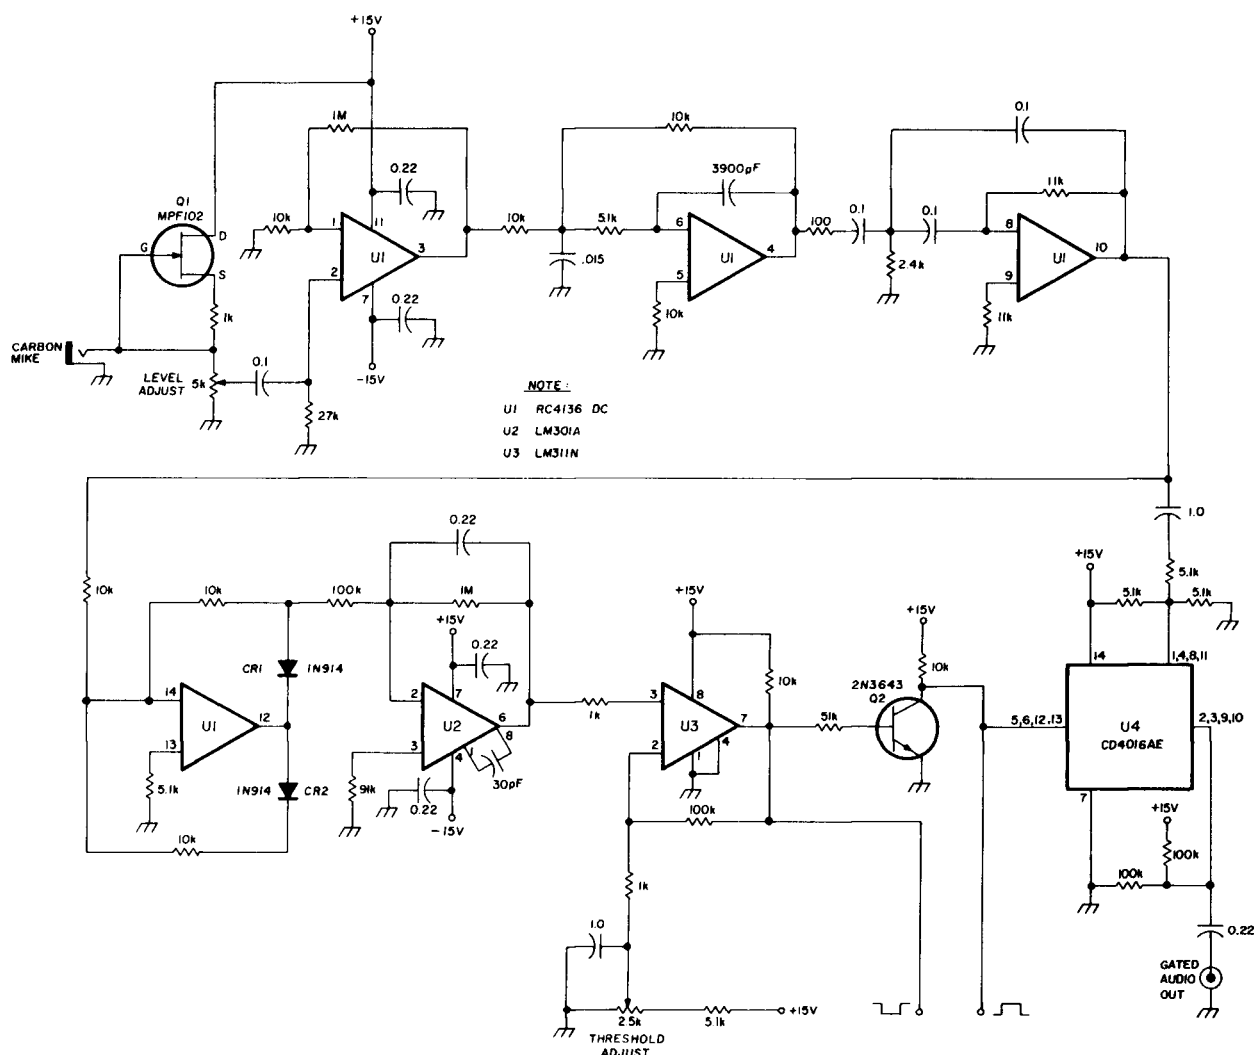 +15V
1M
10k
0.22
3900pF
0.1
11k
Q1
MPF102
G
D
S
10k
1
11
U1
3
2
7
10k
.015
5.1k
6
U1
4
5
10k
100
0.1
0.1
2.4k
8
U1
10
9
11k
1k
0.22
CARBON
MIKE
LEVEL
ADJUST
5k
0.1
-15V
27k
NOTE:
U1 RC4136 DC
U2 LM301A
U3 LM311N
1.0
0.22
+15V
5.1k
10k
10k
100k
1M
+15V
5.1k
5.1k
+15V
0.22
+15V
CR1
1N914
14
1,4,8,11
14
U1
12
13
5.1k
2
7
U2
6
8
3
4
1
30pF
91k
0.22
-15V
1N914
CR2
10k
1k
3
8
U3
7
2
1
4
10k
51k
2N3643
Q2
10k
5,6,12,13
U4
CD4016AE
2,3,9,10
7
+15V
100k
100k
100k
1k
1.0
2.5k
5.1k
+15V
THRESHOLD
ADJUST
0.22
GATED
AUDIO
OUT